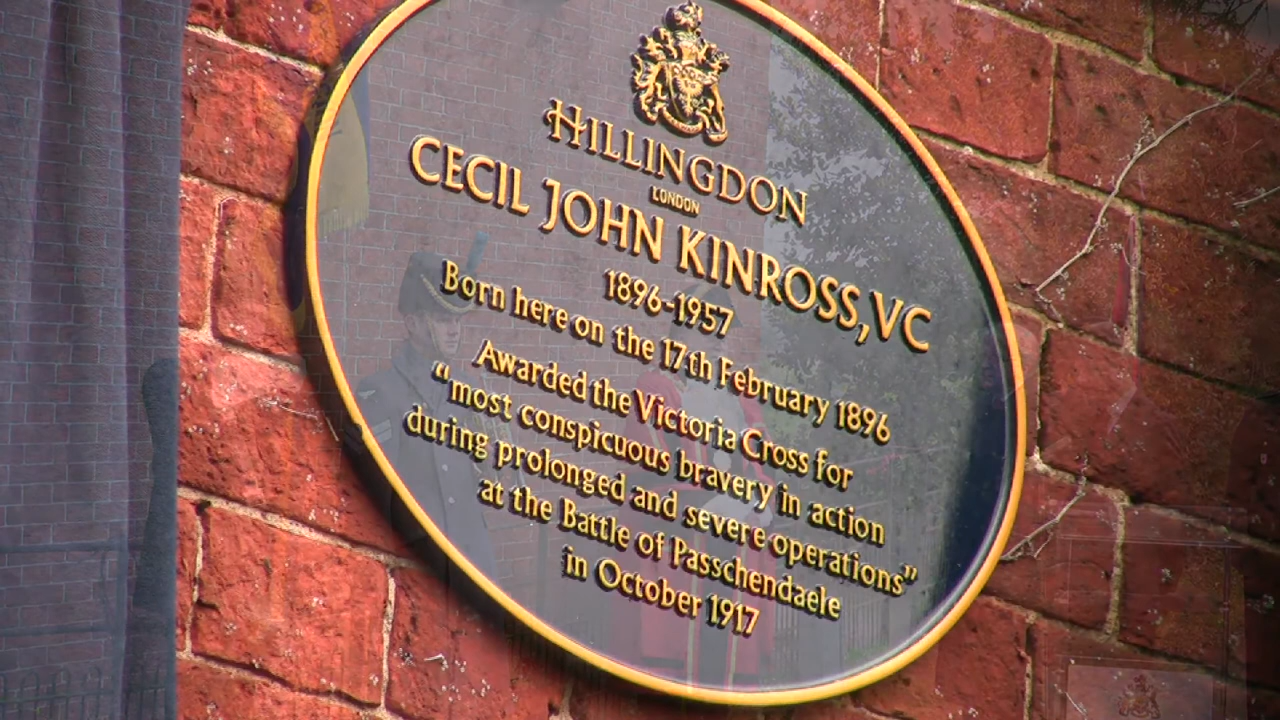 HILLINGDON
LONDON
CECIL JOHN KINROSS, VC
1896-1957
Born here on the 17th February 1896
Awarded the Victoria Cross for
“most conspicuous bravery in action
during prolonged and severe operations”
at the Battle of Passchendaele
in October 1917